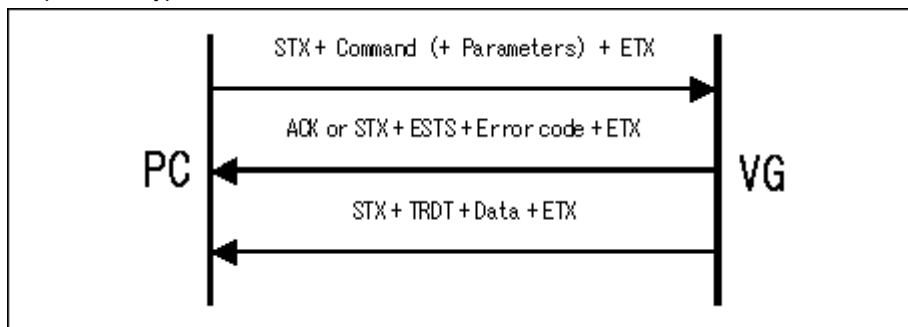 STX + Command (+ Parameters) + ETX
ACK or STX + ESTS + Error code + ETX
PC
VG
STX + TRDT + Data + ETX